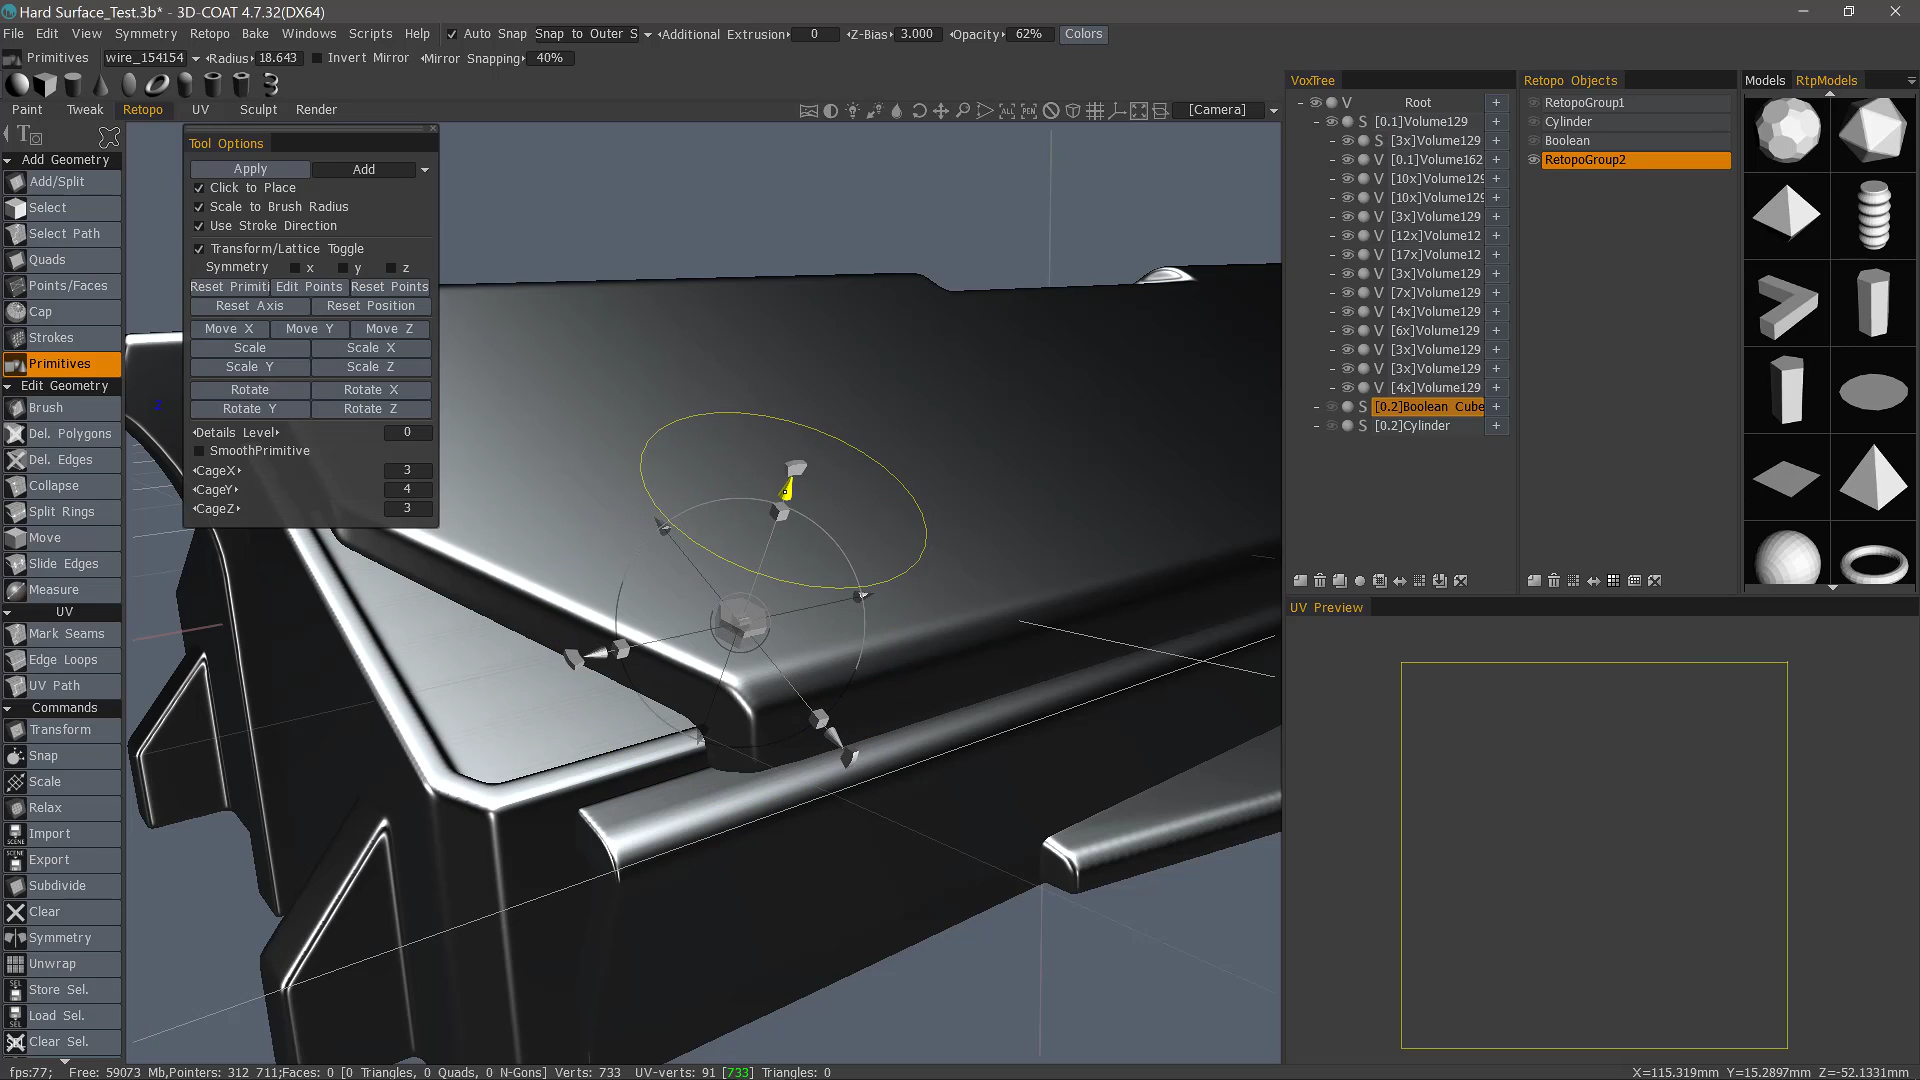 Hard Surface_Test.3b* - 3D-COAT 4.7.32(DX64)
File Edit View Symmetry Retopo Bake Windows Scripts Help Auto Snap Snap to Outer S Additional Extrusion 0 Z-Bias 3.000 Opacity 62% Colors
Primitives wire_154154 Radius 18.643 Invert Mirror Mirror Snapping 40%
Paint Tweak Retopo UV Sculpt Render [Camera]
Add Geometry
Add/Split
Select
Select Path
Quads
Points/Faces
Cap
Strokes
Primitives
Edit Geometry
Brush
Del. Polygons
Del. Edges
Collapse
Split Rings
Move
Slide Edges
Measure
UV
Mark Seams
Edge Loops
UV Path
Commands
Transform
Snap
Scale
Relax
Import
Export
Subdivide
Clear
Symmetry
Unwrap
Store Sel.
Load Sel.
Clear Sel.
Tool Options
Apply Add
Click to Place
Scale to Brush Radius
Use Stroke Direction
Transform/Lattice Toggle
Symmetry x y z
Reset Primiti Edit Points Reset Points
Reset Axis Reset Position
Move X Move Y Move Z
Scale Scale X
Scale Y Scale Z
Rotate Rotate X
Rotate Y Rotate Z
Details Level 0
SmoothPrimitive
CageX 3
CageY 4
CageZ 3
Z
VoxTree
V Root +
S [0.1]Volume129 +
S [3x]Volume129 +
V [0.1]Volume162 +
V [10x]Volume129 +
V [10x]Volume129 +
V [3x]Volume129 +
V [12x]Volume12 +
V [17x]Volume12 +
V [3x]Volume129 +
V [7x]Volume129 +
V [4x]Volume129 +
V [6x]Volume129 +
V [3x]Volume129 +
V [3x]Volume129 +
V [4x]Volume129 +
S [0.2]Boolean Cube +
S [0.2]Cylinder +
Retopo Objects
RetopoGroup1
Cylinder
Boolean
RetopoGroup2
Models RtpModels
UV Preview
fps:77; Free: 59073 Mb,Pointers: 312 711;Faces: 0 [0 Triangles, 0 Quads, 0 N-Gons] Verts: 733 UV-verts: 91 [733] Triangles: 0
X=115.319mm Y=15.2897mm Z=-52.1331mm